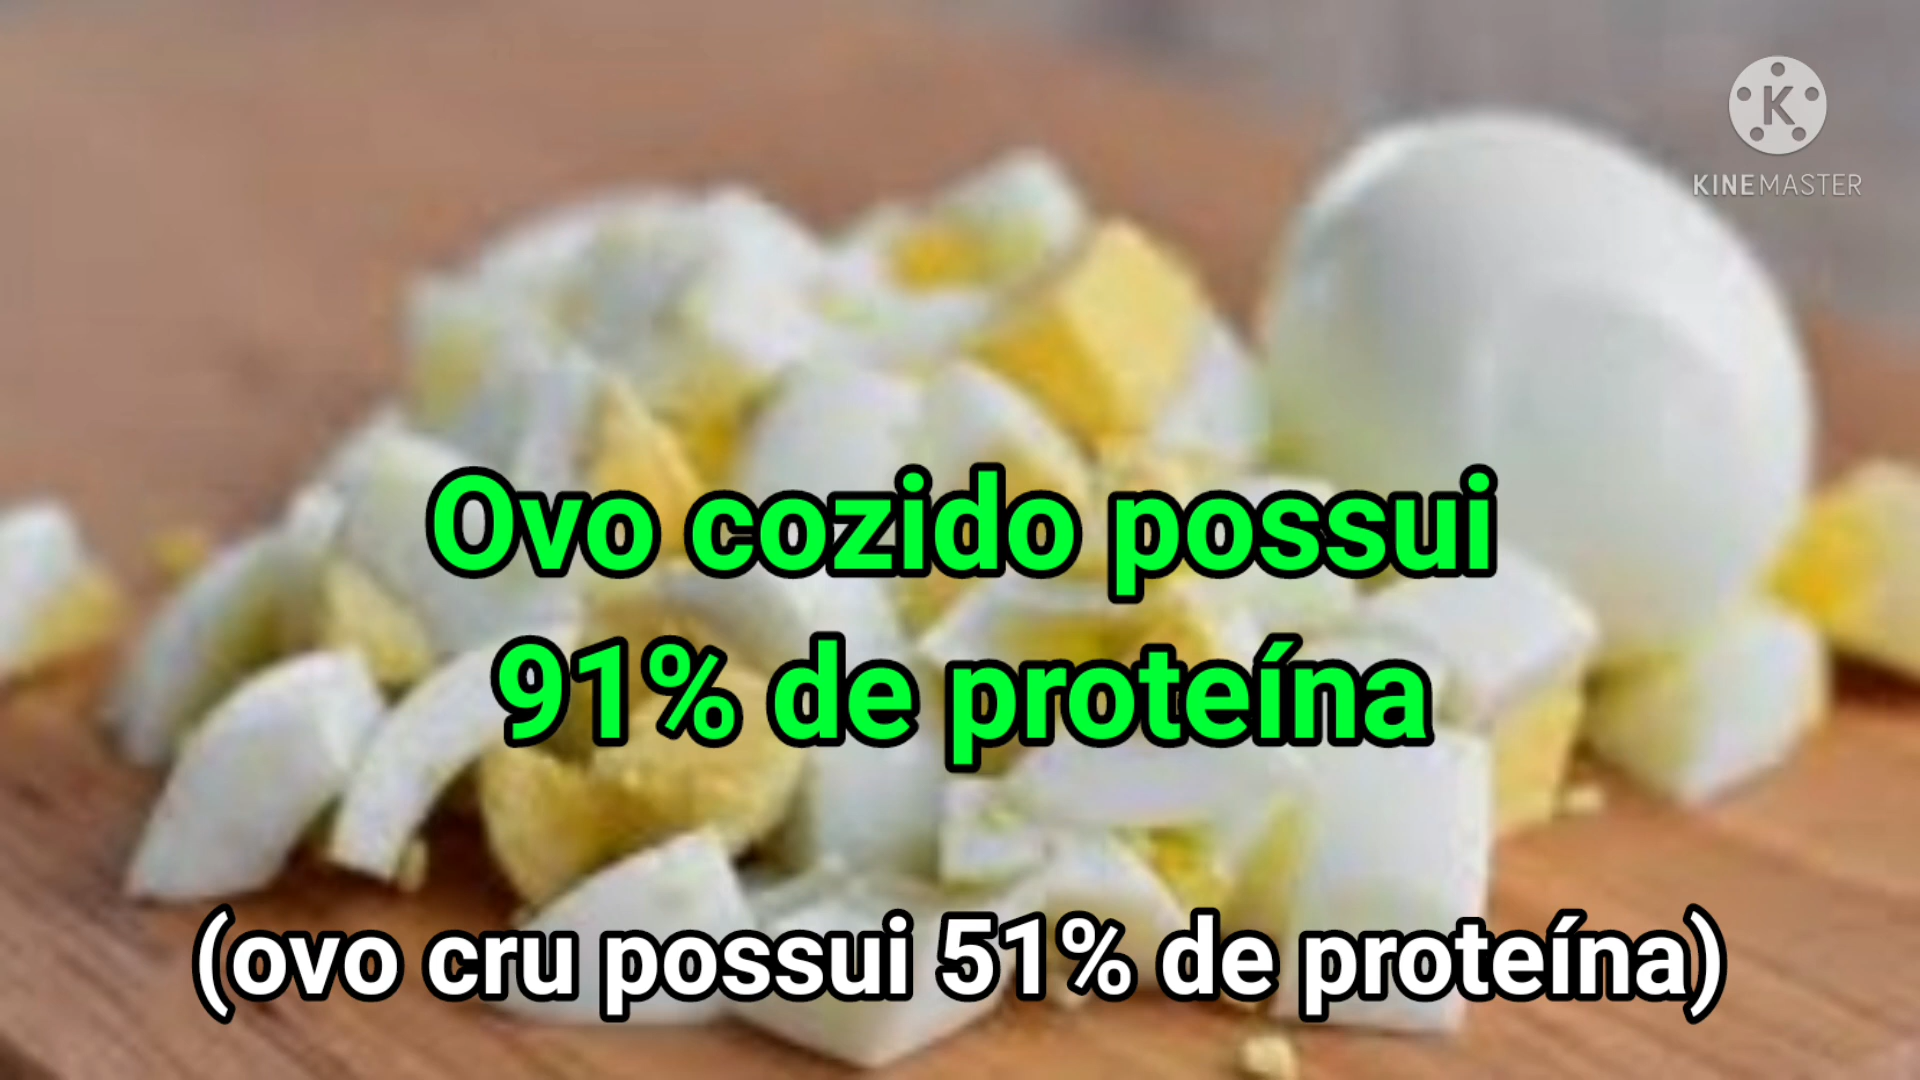 KINEMASTER
Ovo cozido possui
91% de proteína
(ovo cru possui 51% de proteína)